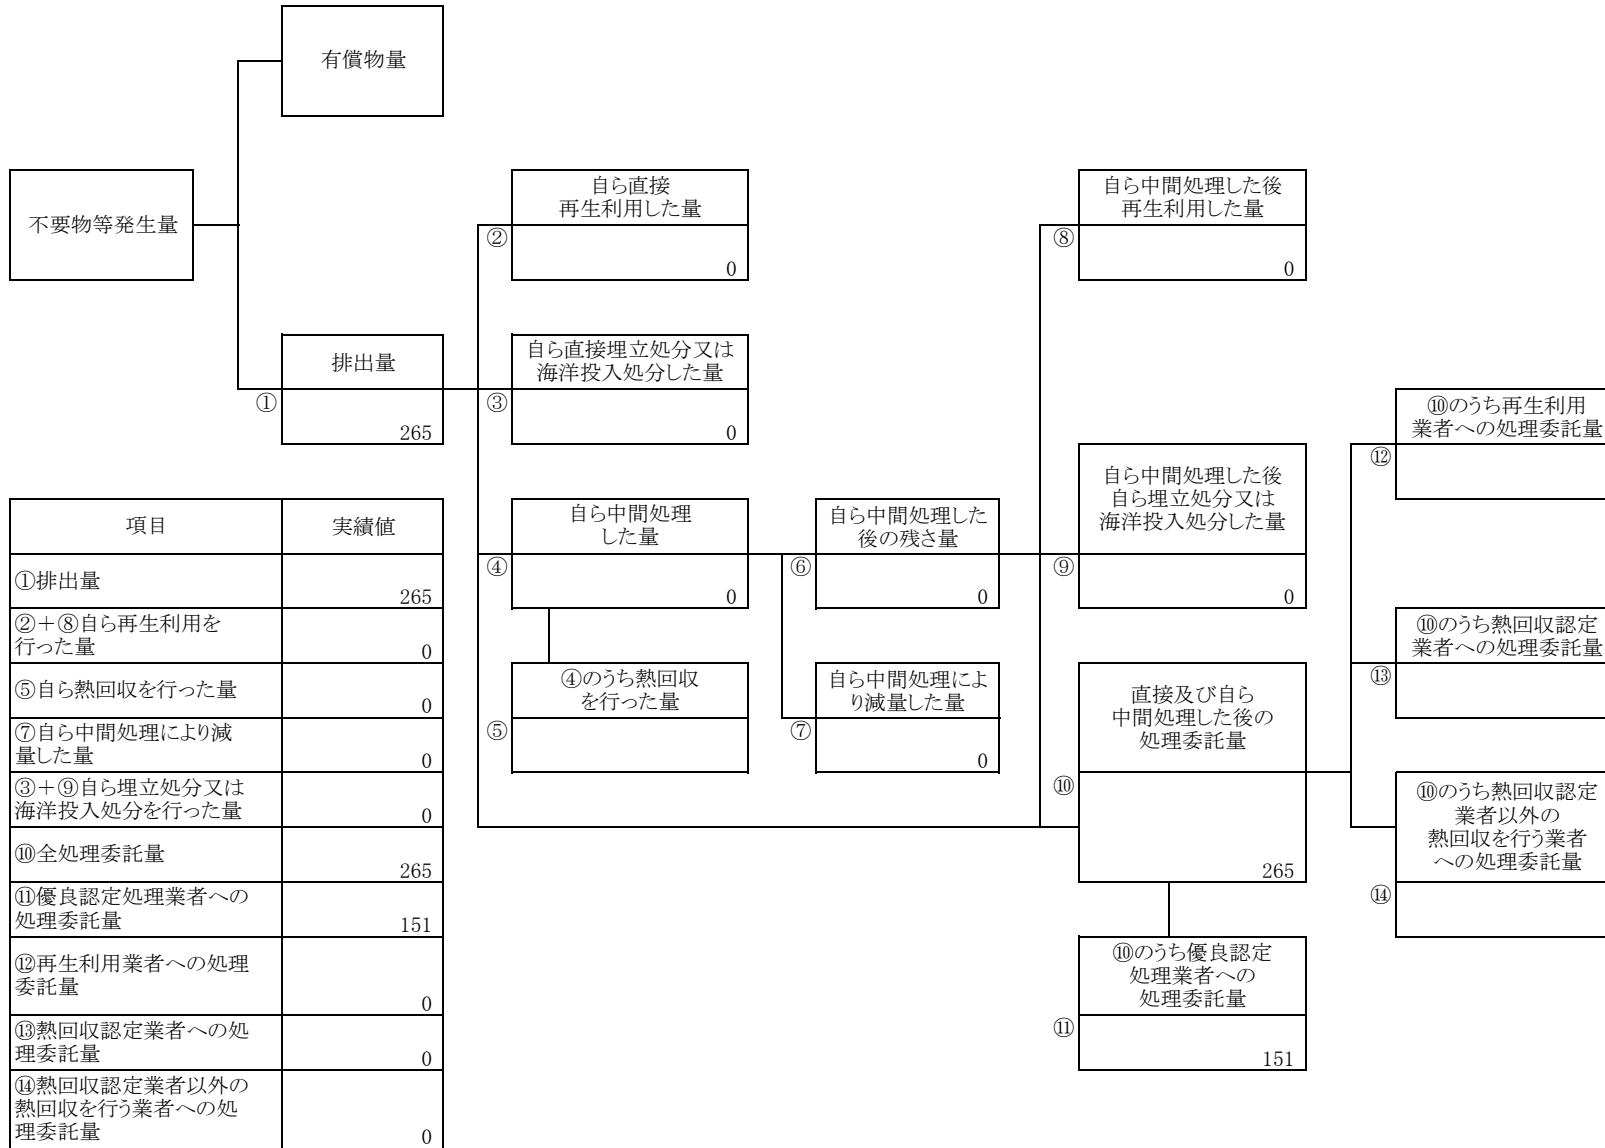 有償物量
不要物等発生量
自ら直接
再生利用した量
②
0
自ら中間処理した後
再生利用した量
⑧
0
排出量
①
265
自ら直接埋立処分又は
海洋投入処分した量
③
0
自ら中間処理
した量
④
0
自ら中間処理した
後の残さ量
⑥
0
自ら中間処理した後
自ら埋立処分又は
海洋投入処分した量
⑨
0
⑩のうち再生利用
業者への処理委託量
⑫
④のうち熱回収
を行った量
⑤
自ら中間処理によ
り減量した量
⑦
0
直接及び自ら
中間処理した後の
処理委託量
⑩
265
⑩のうち熱回収認定
業者への処理委託量
⑬
⑩のうち熱回収認定
業者以外の
熱回収を行う業者
への処理委託量
⑭
⑩のうち優良認定
処理業者への
処理委託量
⑪
151
項目 実績値
①排出量
265
②+⑧自ら再生利用を
行った量 0
⑤自ら熱回収を行った量
0
⑦自ら中間処理により減
量した量 0
③+⑨自ら埋立処分又は
海洋投入処分を行った量 0
⑩全処理委託量
265
⑪優良認定処理業者への
処理委託量 151
⑫再生利用業者への処理
委託量
0
⑬熱回収認定業者への処
理委託量 0
⑭熱回収認定業者以外の
熱回収を行う業者への処
理委託量 0